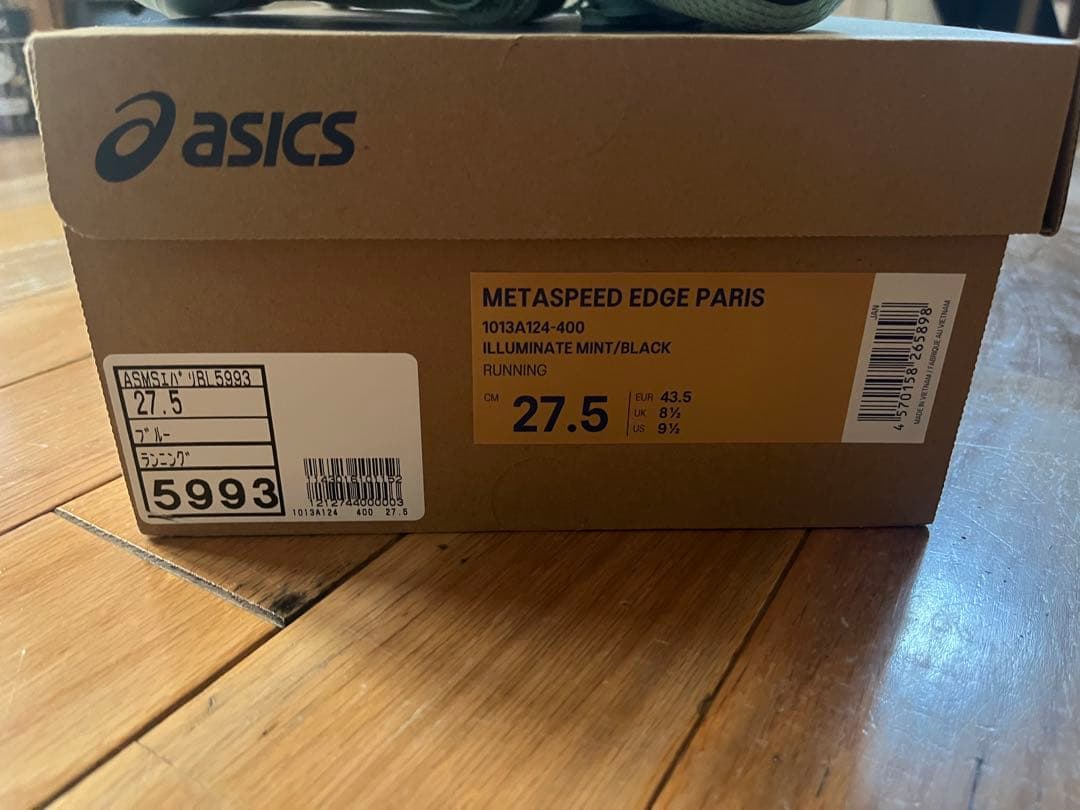 asics
METASPEED EDGE PARIS
1013A124-400
ILLUMINATE MINT/BLACK
RUNNING
CM 27.5
EUR 43.5
UK 8½
US 9½
JAN
4 570158 265898
MADE IN VIETNAM / FABRIQUÉ AU VIETNAM
ASMSエパリBL5993
27.5
ブルー
ランニング
5993
1212744000003
1013A124 400 27.5